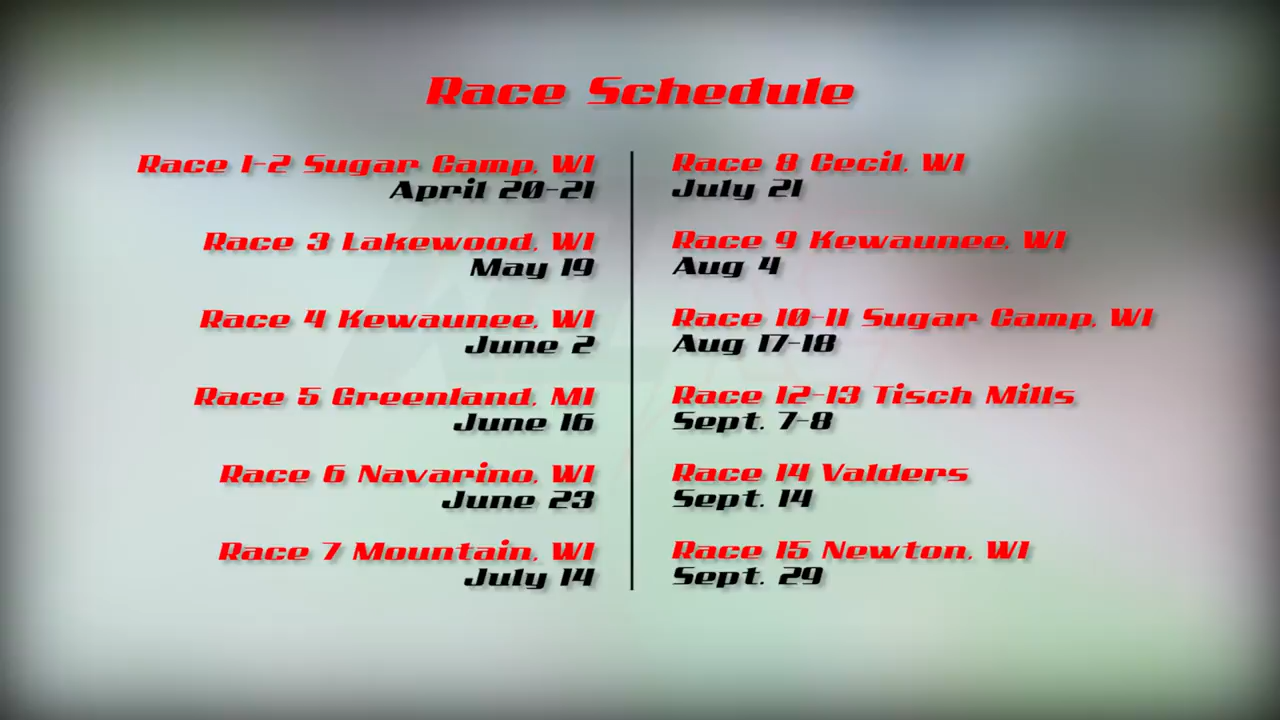 Race Schedule
Race 1-2 Sugar Camp, WI
April 20-21
Race 3 Lakewood, WI
May 19
Race 4 Kewaunee, WI
June 2
Race 5 Greenland, MI
June 16
Race 6 Navarino, WI
June 23
Race 7 Mountain, WI
July 14
Race 8 Cecil, WI
July 21
Race 9 Kewaunee, WI
Aug 4
Race 10-11 Sugar Camp, WI
Aug 17-18
Race 12-13 Tisch Mills
Sept. 7-8
Race 14 Valders
Sept. 14
Race 15 Newton, WI
Sept. 29